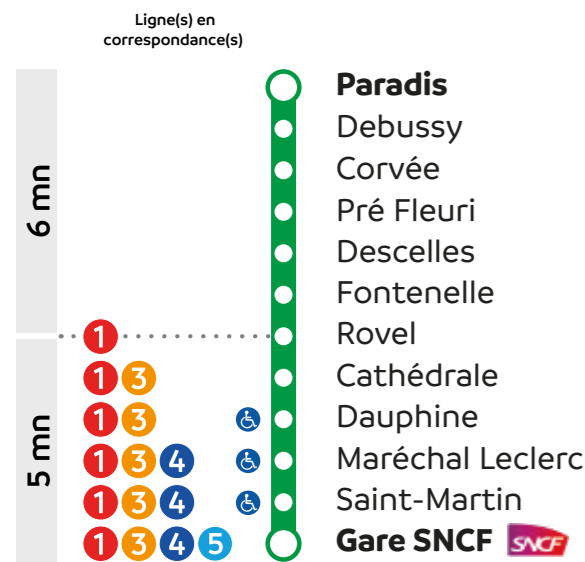 Ligne(s) en
correspondance(s)
6 mn
Paradis
Debussy
Corvée
Pré Fleuri
Descelles
Fontenelle
1 Rovel
5 mn
1 3 Cathédrale
1 3 Dauphine
1 3 4 Maréchal Leclerc
1 3 4 Saint-Martin
1 3 4 5 Gare SNCF SNCF